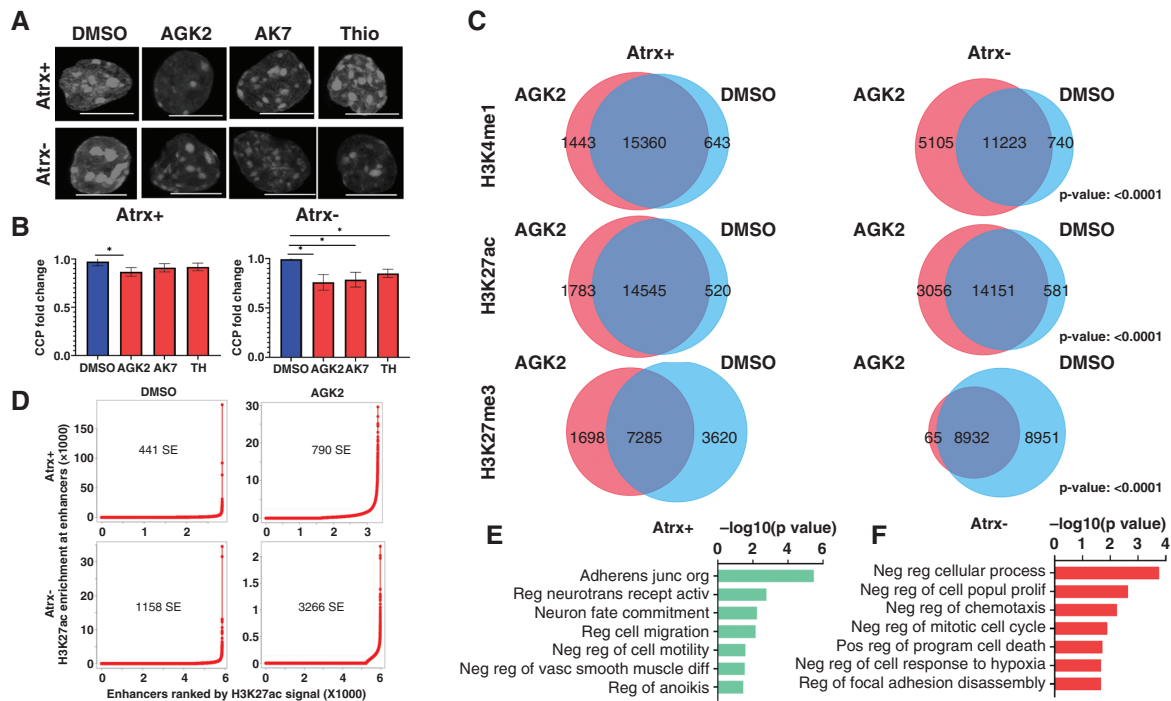 A
DMSO AGK2 AK7 Thio
Atrx+
Atrx-
B
Atrx+ Atrx-
CCP fold change
1.0
0.5
0.0
*
DMSO AGK2 AK7 TH
CCP fold change
1.0
0.5
0.0
* * *
DMSO AGK2 AK7 TH
C
Atrx+ Atrx-
H3K4me1
AGK2 DMSO
1443 15360 643
AGK2 DMSO
5105 11223 740
p-value: <0.0001
H3K27ac
AGK2 DMSO
1783 14545 520
AGK2 DMSO
3056 14151 581
p-value: <0.0001
H3K27me3
AGK2 DMSO
1698 7285 3620
AGK2 DMSO
65 8932 8951
p-value: <0.0001
D
DMSO AGK2
H3K27ac enrichment at enhancers (×1000)
Atrx+
150
100
50
0
441 SE
0 1 2
30
20
10
0
790 SE
0 1 2 3
Atrx-
30
20
10
0
1158 SE
0 2 4 6
2
1.5
1
0.5
0
3266 SE
0 2 4 6
Enhancers ranked by H3K27ac signal (X1000)
E
Atrx+ −log10(p value)
0 2 4 6
Adherens junc org
Reg neurotrans recept activ
Neuron fate commitment
Reg cell migration
Neg reg of cell motility
Neg reg of vasc smooth muscle diff
Reg of anoikis
F
Atrx- −log10(p value)
0 1 2 3 4
Neg reg cellular process
Neg reg of cell popul prolif
Neg reg of chemotaxis
Neg reg of mitotic cell cycle
Pos reg of program cell death
Neg reg of cell response to hypoxia
Reg of focal adhesion disassembly